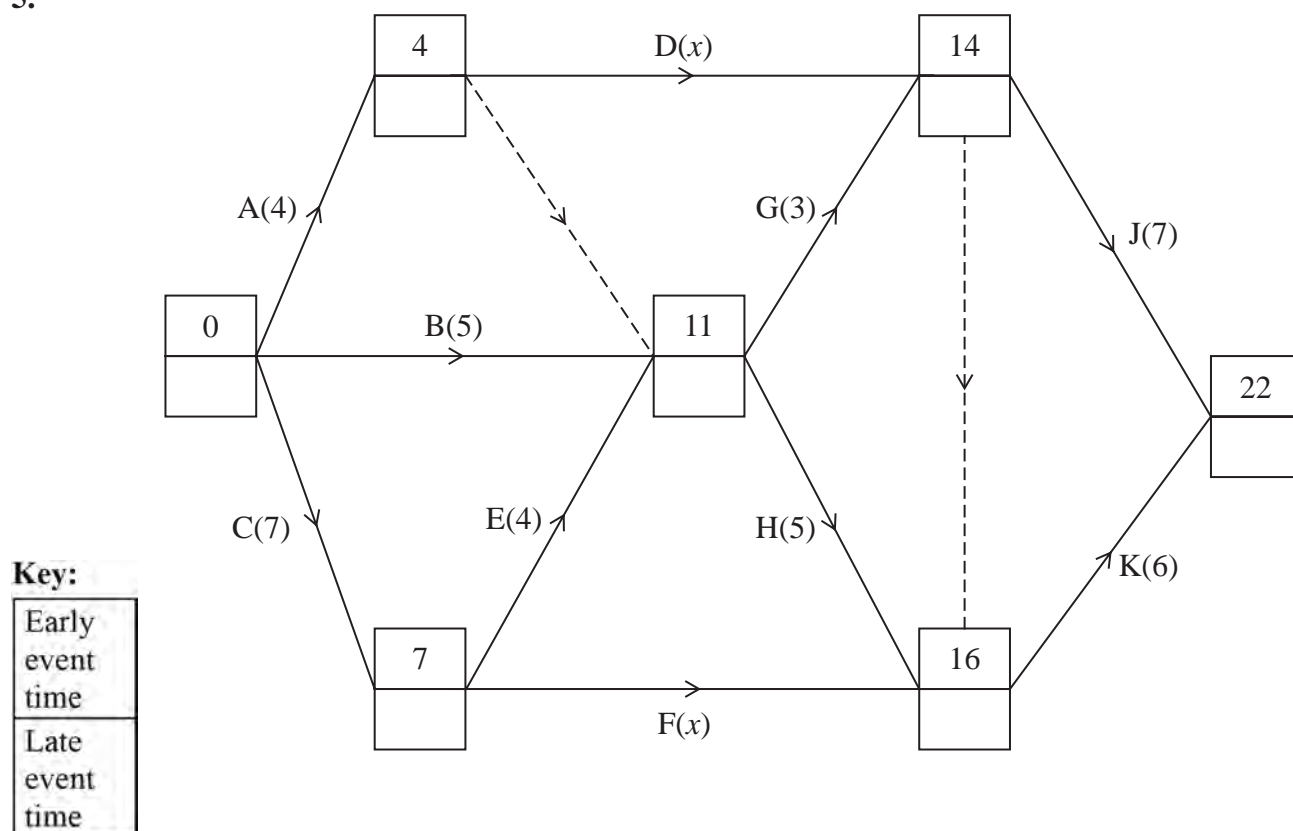 5.
4
D(x)
14
A(4)
G(3)
J(7)
0
B(5)
11
22
C(7)
E(4)
H(5)
K(6)
Key:
Early
event
time
Late
event
time
7
F(x)
16